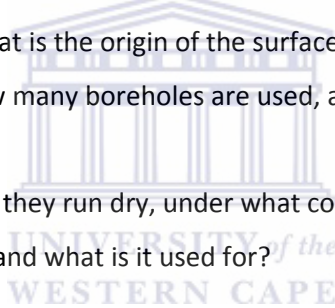 at is the origin of the surface
many boreholes are used, a
they run dry, under what co
and what is it used for?
UNIVERSITY of the
WESTERN CAPE